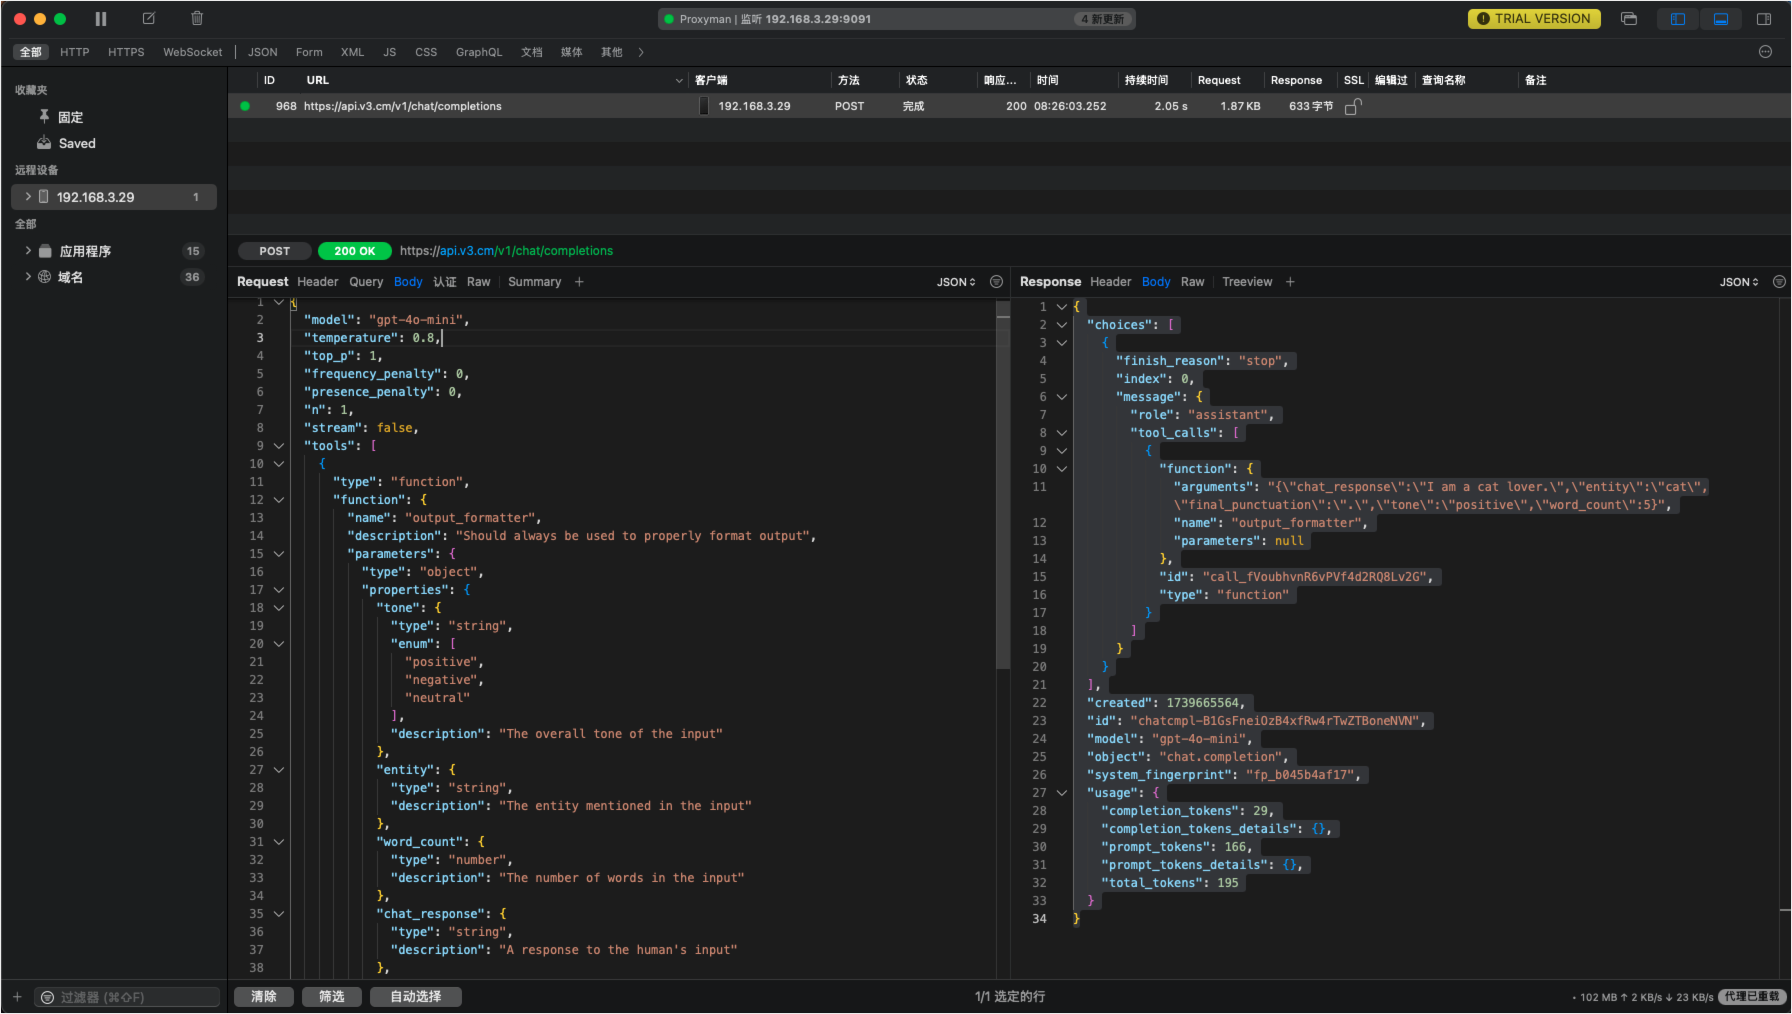 Proxyman | 监听 192.168.3.29:9091
4 新更新
TRIAL VERSION
全部 HTTP HTTPS WebSocket JSON Form XML JS CSS GraphQL 文档 媒体 其他
收藏夹
固定
Saved
远程设备
192.168.3.29 1
全部
应用程序 15
域名 36
ID URL 客户端 方法 状态 响应... 时间 持续时间 Request Response SSL 编辑过 查询名称 备注
968 https://api.v3.cm/v1/chat/completions 192.168.3.29 POST 完成 200 08:26:03.252 2.05 s 1.87 KB 633 字节
POST 200 OK https://api.v3.cm/v1/chat/completions
Request Header Query Body 认证 Raw Summary + JSON
1 {
2 "model": "gpt-4o-mini",
3 "temperature": 0.8,
4 "top_p": 1,
5 "frequency_penalty": 0,
6 "presence_penalty": 0,
7 "n": 1,
8 "stream": false,
9 "tools": [
10 {
11 "type": "function",
12 "function": {
13 "name": "output_formatter",
14 "description": "Should always be used to properly format output",
15 "parameters": {
16 "type": "object",
17 "properties": {
18 "tone": {
19 "type": "string",
20 "enum": [
21 "positive",
22 "negative",
23 "neutral"
24 ],
25 "description": "The overall tone of the input"
26 },
27 "entity": {
28 "type": "string",
29 "description": "The entity mentioned in the input"
30 },
31 "word_count": {
32 "type": "number",
33 "description": "The number of words in the input"
34 },
35 "chat_response": {
36 "type": "string",
37 "description": "A response to the human's input"
38 },
Response Header Body Raw Treeview + JSON
1 {
2 "choices": [
3 {
4 "finish_reason": "stop",
5 "index": 0,
6 "message": {
7 "role": "assistant",
8 "tool_calls": [
9 {
10 "function": {
11 "arguments": "{\"chat_response\":\"I am a cat lover.\",\"entity\":\"cat\",
\"final_punctuation\":\".\",\"tone\":\"positive\",\"word_count\":5}",
12 "name": "output_formatter",
13 "parameters": null
14 },
15 "id": "call_fVoubhvnR6vPVf4d2RQ8Lv2G",
16 "type": "function"
17 }
18 ]
19 }
20 }
21 ],
22 "created": 1739665564,
23 "id": "chatcmpl-B1GsFneiOzB4xfRw4rTwZTBoneNVN",
24 "model": "gpt-4o-mini",
25 "object": "chat.completion",
26 "system_fingerprint": "fp_b045b4af17",
27 "usage": {
28 "completion_tokens": 29,
29 "completion_tokens_details": {},
30 "prompt_tokens": 166,
31 "prompt_tokens_details": {},
32 "total_tokens": 195
33 }
34 }
+ 过滤器 (⌘⇧F) 清除 筛选 自动选择 1/1 选定的行 • 102 MB ↑ 2 KB/s ↓ 23 KB/s 代理已重载